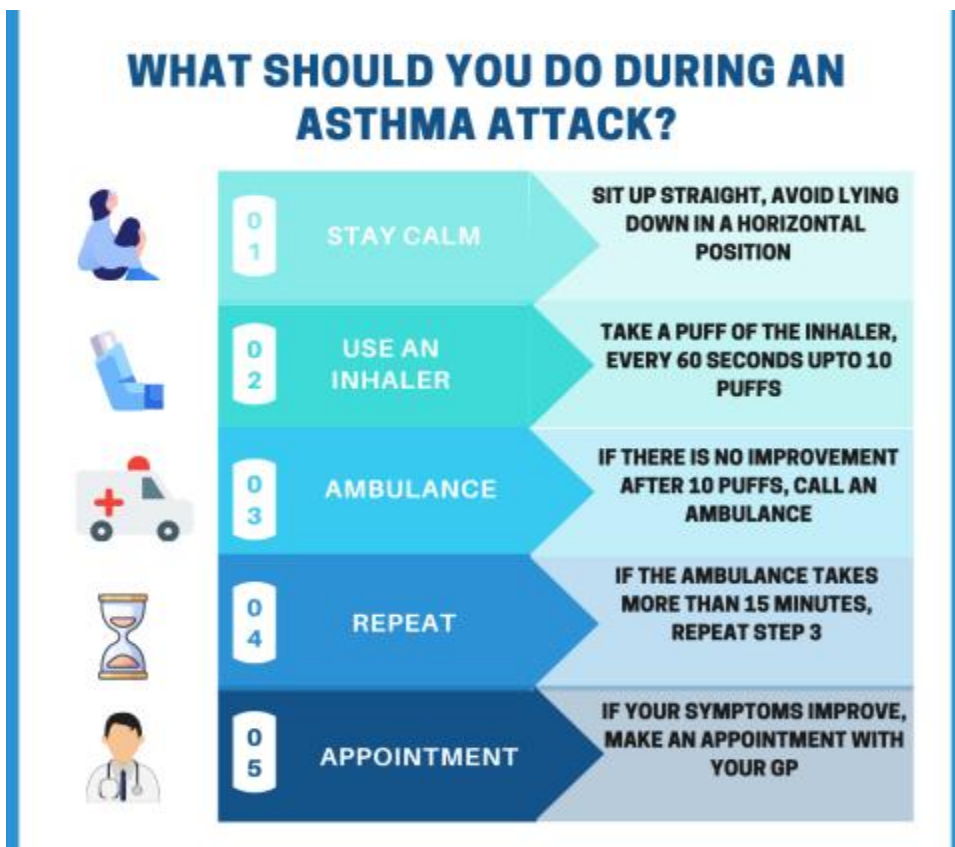 WHAT SHOULD YOU DO DURING AN
ASTHMA ATTACK?
0
1
STAY CALM
SIT UP STRAIGHT, AVOID LYING
DOWN IN A HORIZONTAL
POSITION
0
2
USE AN
INHALER
TAKE A PUFF OF THE INHALER,
EVERY 60 SECONDS UPTO 10
PUFFS
0
3
AMBULANCE
IF THERE IS NO IMPROVEMENT
AFTER 10 PUFFS, CALL AN
AMBULANCE
0
4
REPEAT
IF THE AMBULANCE TAKES
MORE THAN 15 MINUTES,
REPEAT STEP 3
0
5
APPOINTMENT
IF YOUR SYMPTOMS IMPROVE,
MAKE AN APPOINTMENT WITH
YOUR GP